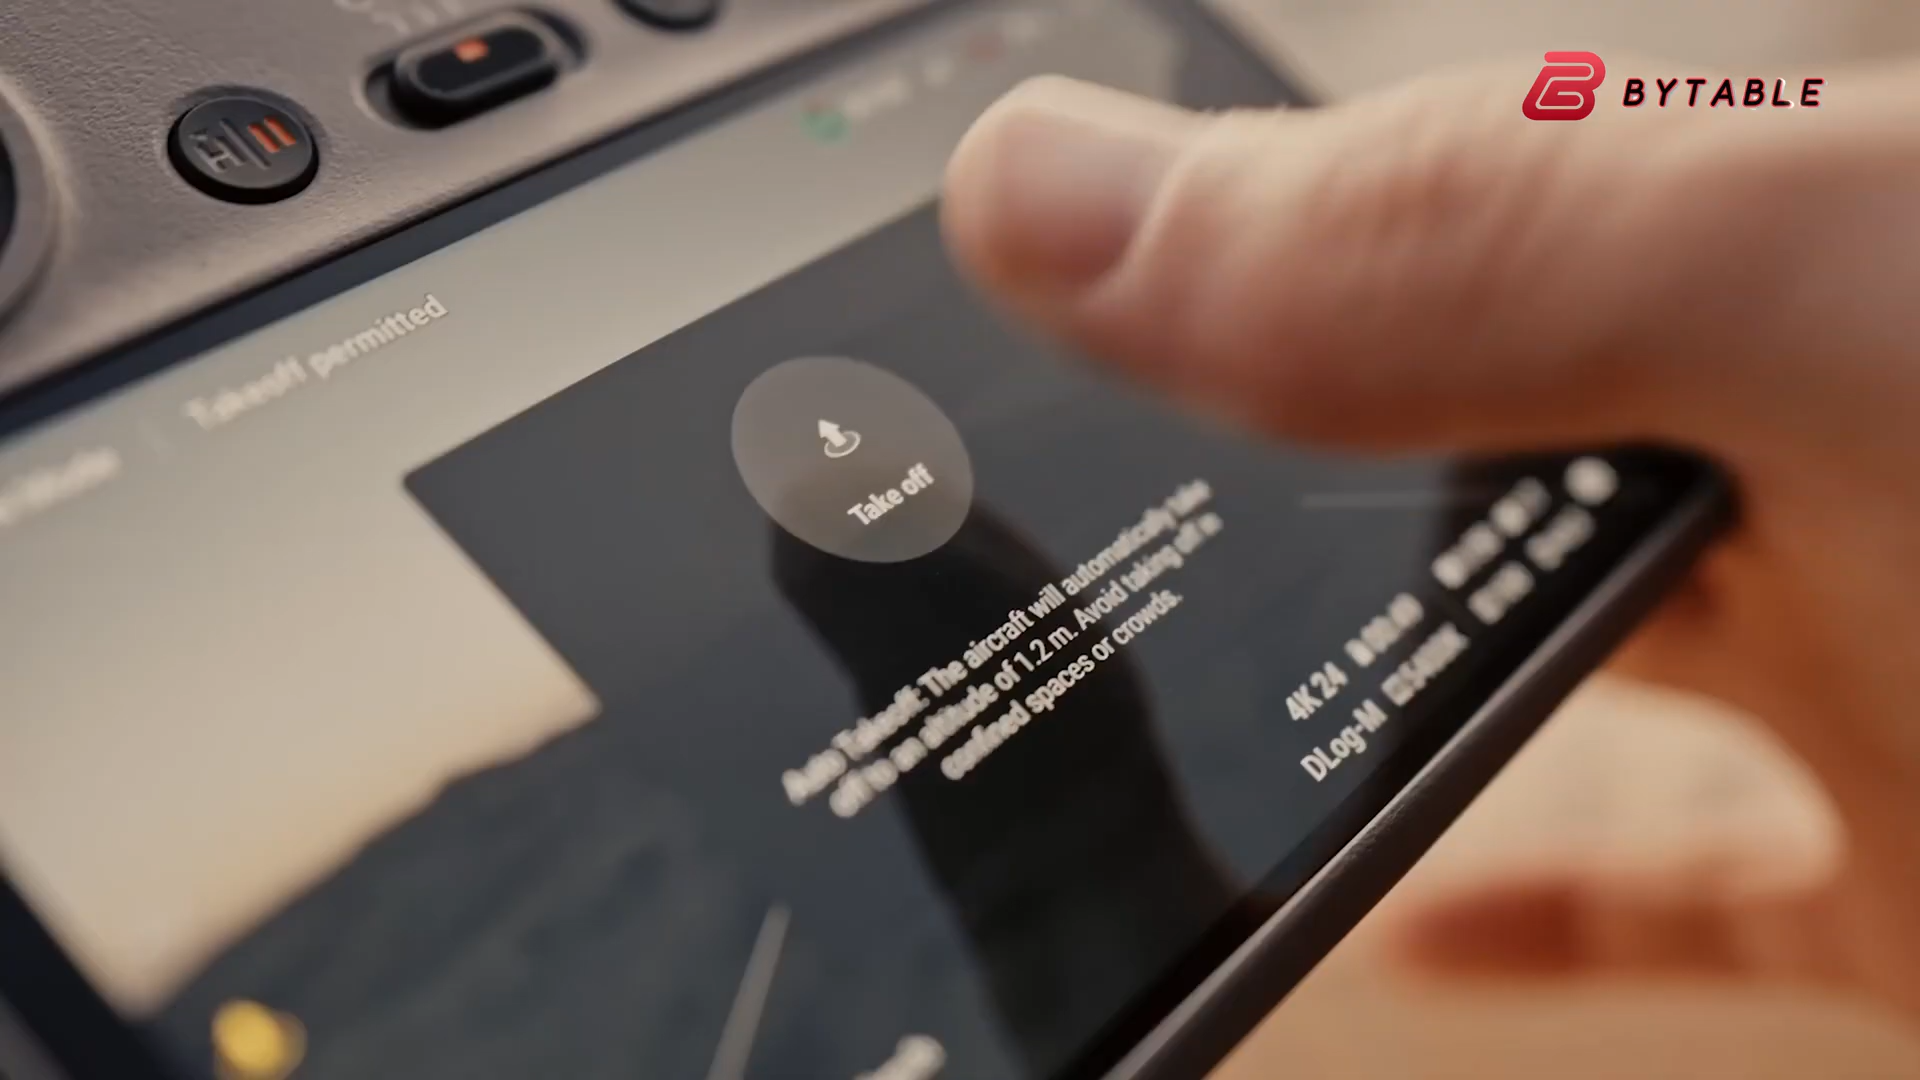 BYTABLE
Takeoff permitted
Take off
Auto Takeoff: The aircraft will automatically take
off to an altitude of 1.2 m. Avoid taking off in
confined spaces or crowds.
4K 24
DLog-M 5400K